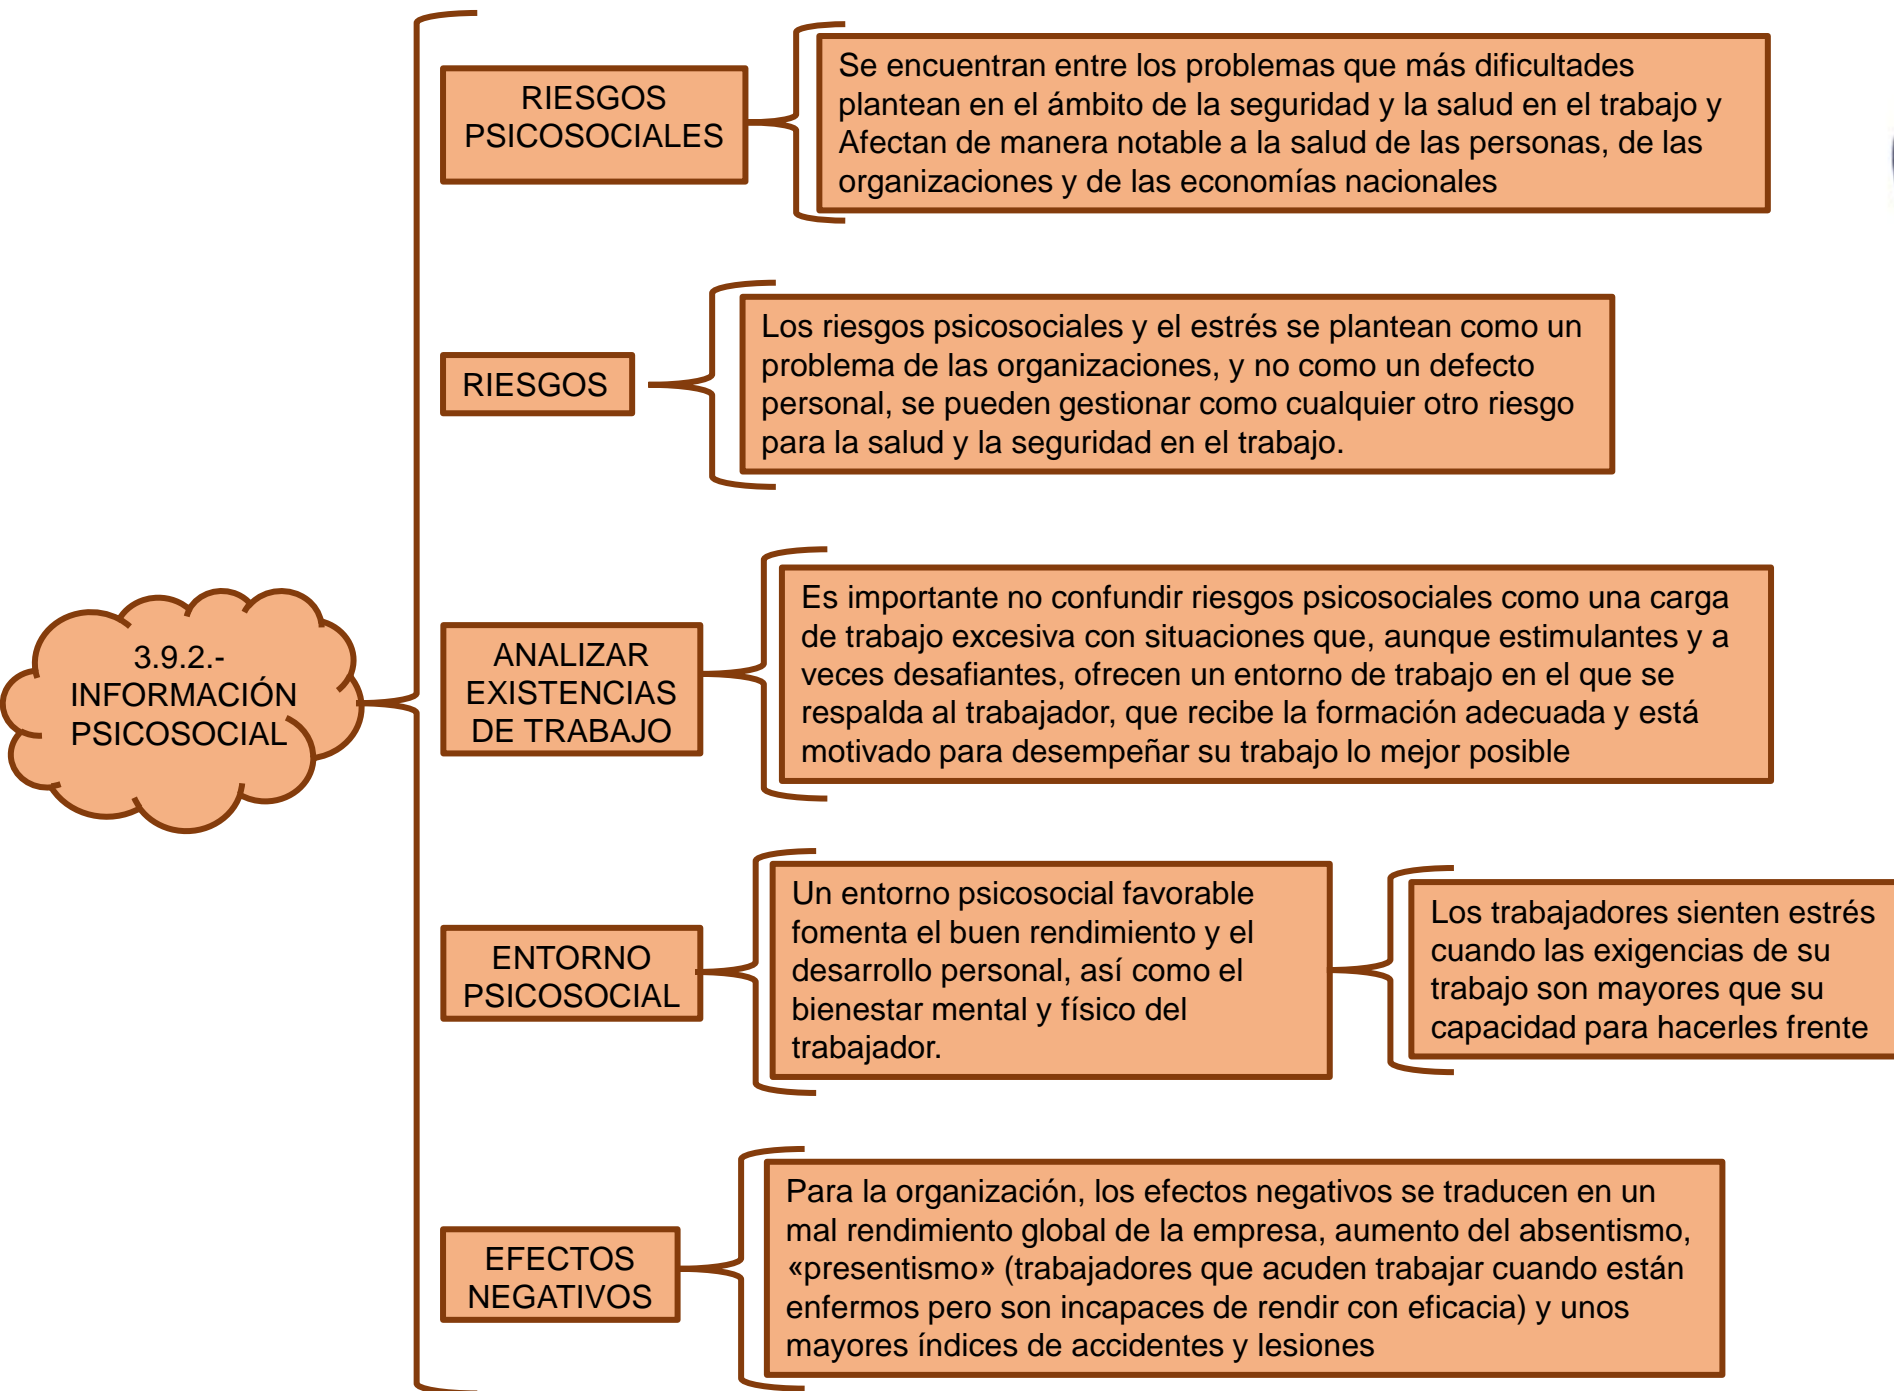 3.9.2.-
INFORMACIÓN
PSICOSOCIAL
RIESGOS
PSICOSOCIALES
Se encuentran entre los problemas que más dificultades
plantean en el ámbito de la seguridad y la salud en el trabajo y
Afectan de manera notable a la salud de las personas, de las
organizaciones y de las economías nacionales
RIESGOS
Los riesgos psicosociales y el estrés se plantean como un
problema de las organizaciones, y no como un defecto
personal, se pueden gestionar como cualquier otro riesgo
para la salud y la seguridad en el trabajo.
ANALIZAR
EXISTENCIAS
DE TRABAJO
Es importante no confundir riesgos psicosociales como una carga
de trabajo excesiva con situaciones que, aunque estimulantes y a
veces desafiantes, ofrecen un entorno de trabajo en el que se
respalda al trabajador, que recibe la formación adecuada y está
motivado para desempeñar su trabajo lo mejor posible
ENTORNO
PSICOSOCIAL
Un entorno psicosocial favorable
fomenta el buen rendimiento y el
desarrollo personal, así como el
bienestar mental y físico del
trabajador.
Los trabajadores sienten estrés
cuando las exigencias de su
trabajo son mayores que su
capacidad para hacerles frente
EFECTOS
NEGATIVOS
Para la organización, los efectos negativos se traducen en un
mal rendimiento global de la empresa, aumento del absentismo,
«presentismo» (trabajadores que acuden trabajar cuando están
enfermos pero son incapaces de rendir con eficacia) y unos
mayores índices de accidentes y lesiones